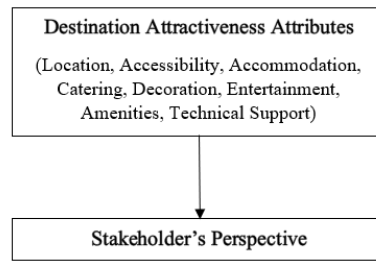 Destination Attractiveness Attributes
(Location, Accessibility, Accommodation,
Catering, Decoration, Entertainment,
Amenities, Technical Support)
Stakeholder's Perspective